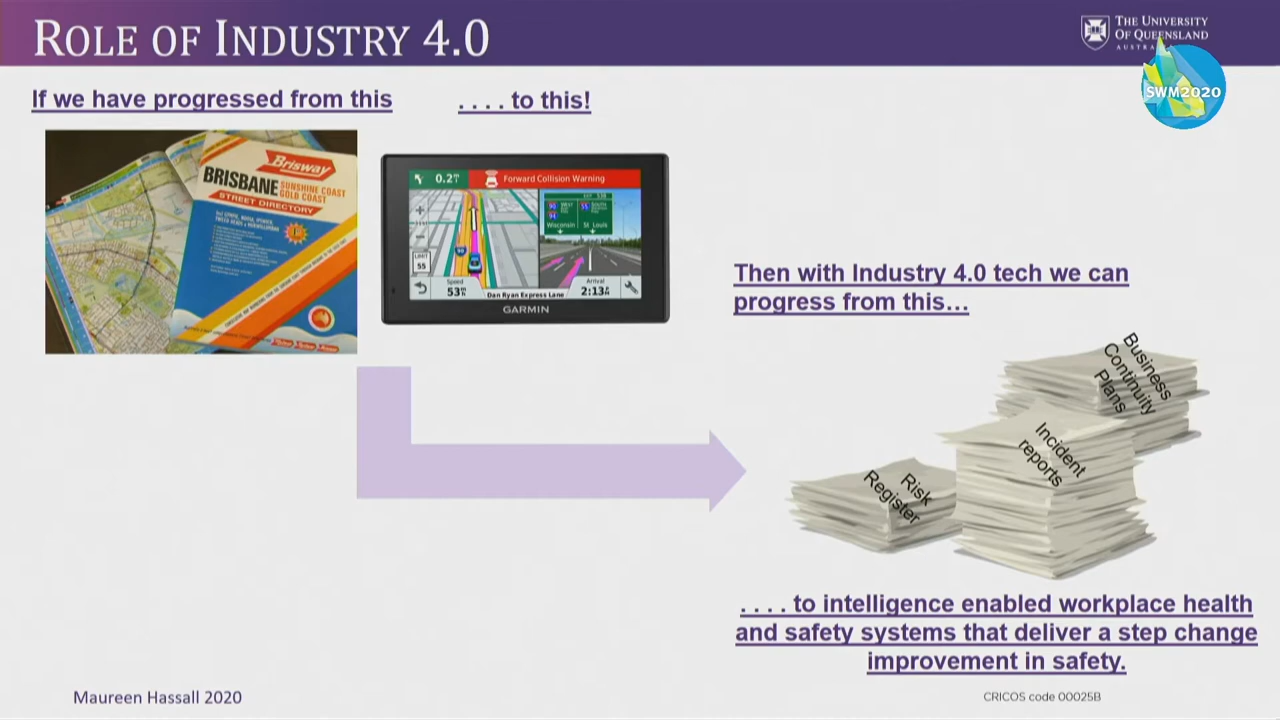 ROLE OF INDUSTRY 4.0
THE UNIVERSITY
OF QUEENSLAND
AUSTRALIA
SWM2020
If we have progressed from this
. . . . to this!
Brisway
BRISBANE
SUNSHINE COAST
GOLD COAST
STREET DIRECTORY
0.2
Forward Collision Warning
Wisconsin
St Louis
LIMIT
55
Speed
53
Dan Ryan Express Lane
Arrival
2:13
GARMIN
Then with Industry 4.0 tech we can
progress from this…
Business
Continuity
Plans
Incident
reports
Risk
Register
. . . . to intelligence enabled workplace health
and safety systems that deliver a step change
improvement in safety.
Maureen Hassall 2020
CRICOS code 00025B